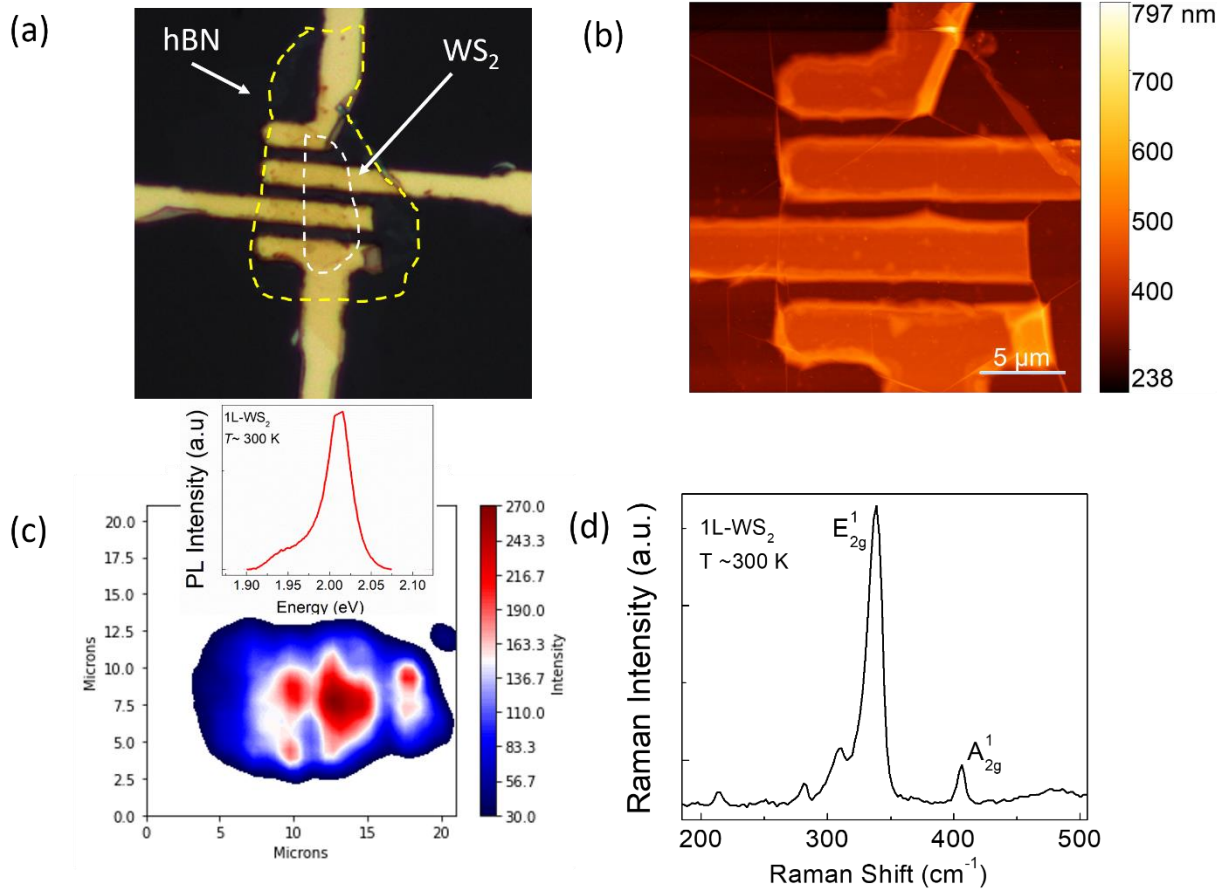 (a)
hBN
WS₂
(b)
797 nm
700
600
500
400
238
5 µm
(c)
PL Intensity (a.u)
1L-WS₂
T~ 300 K
1.90 1.95 2.00 2.05 2.10
Energy (eV)
Microns
21.0
20.0
17.5
15.0
12.5
10.0
7.5
5.0
2.5
0.0
0 5 10 15 20 21
Microns
270.0
243.3
216.7
190.0
163.3
136.7
110.0
83.3
56.7
30.0
Intensity
(d)
Raman Intensity (a.u.)
1L-WS₂
T ~300 K
E¹₂g
A¹₂g
200 300 400 500
Raman Shift (cm⁻¹)